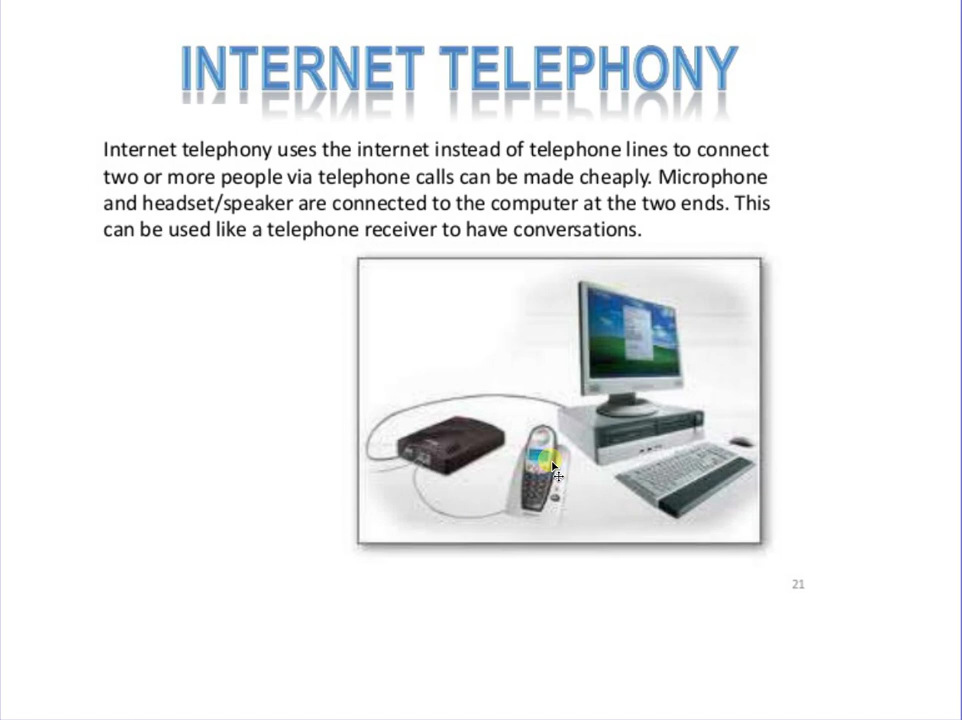 INTERNET TELEPHONY
Internet telephony uses the internet instead of telephone lines to connect
two or more people via telephone calls can be made cheaply. Microphone
and headset/speaker are connected to the computer at the two ends. This
can be used like a telephone receiver to have conversations.
21